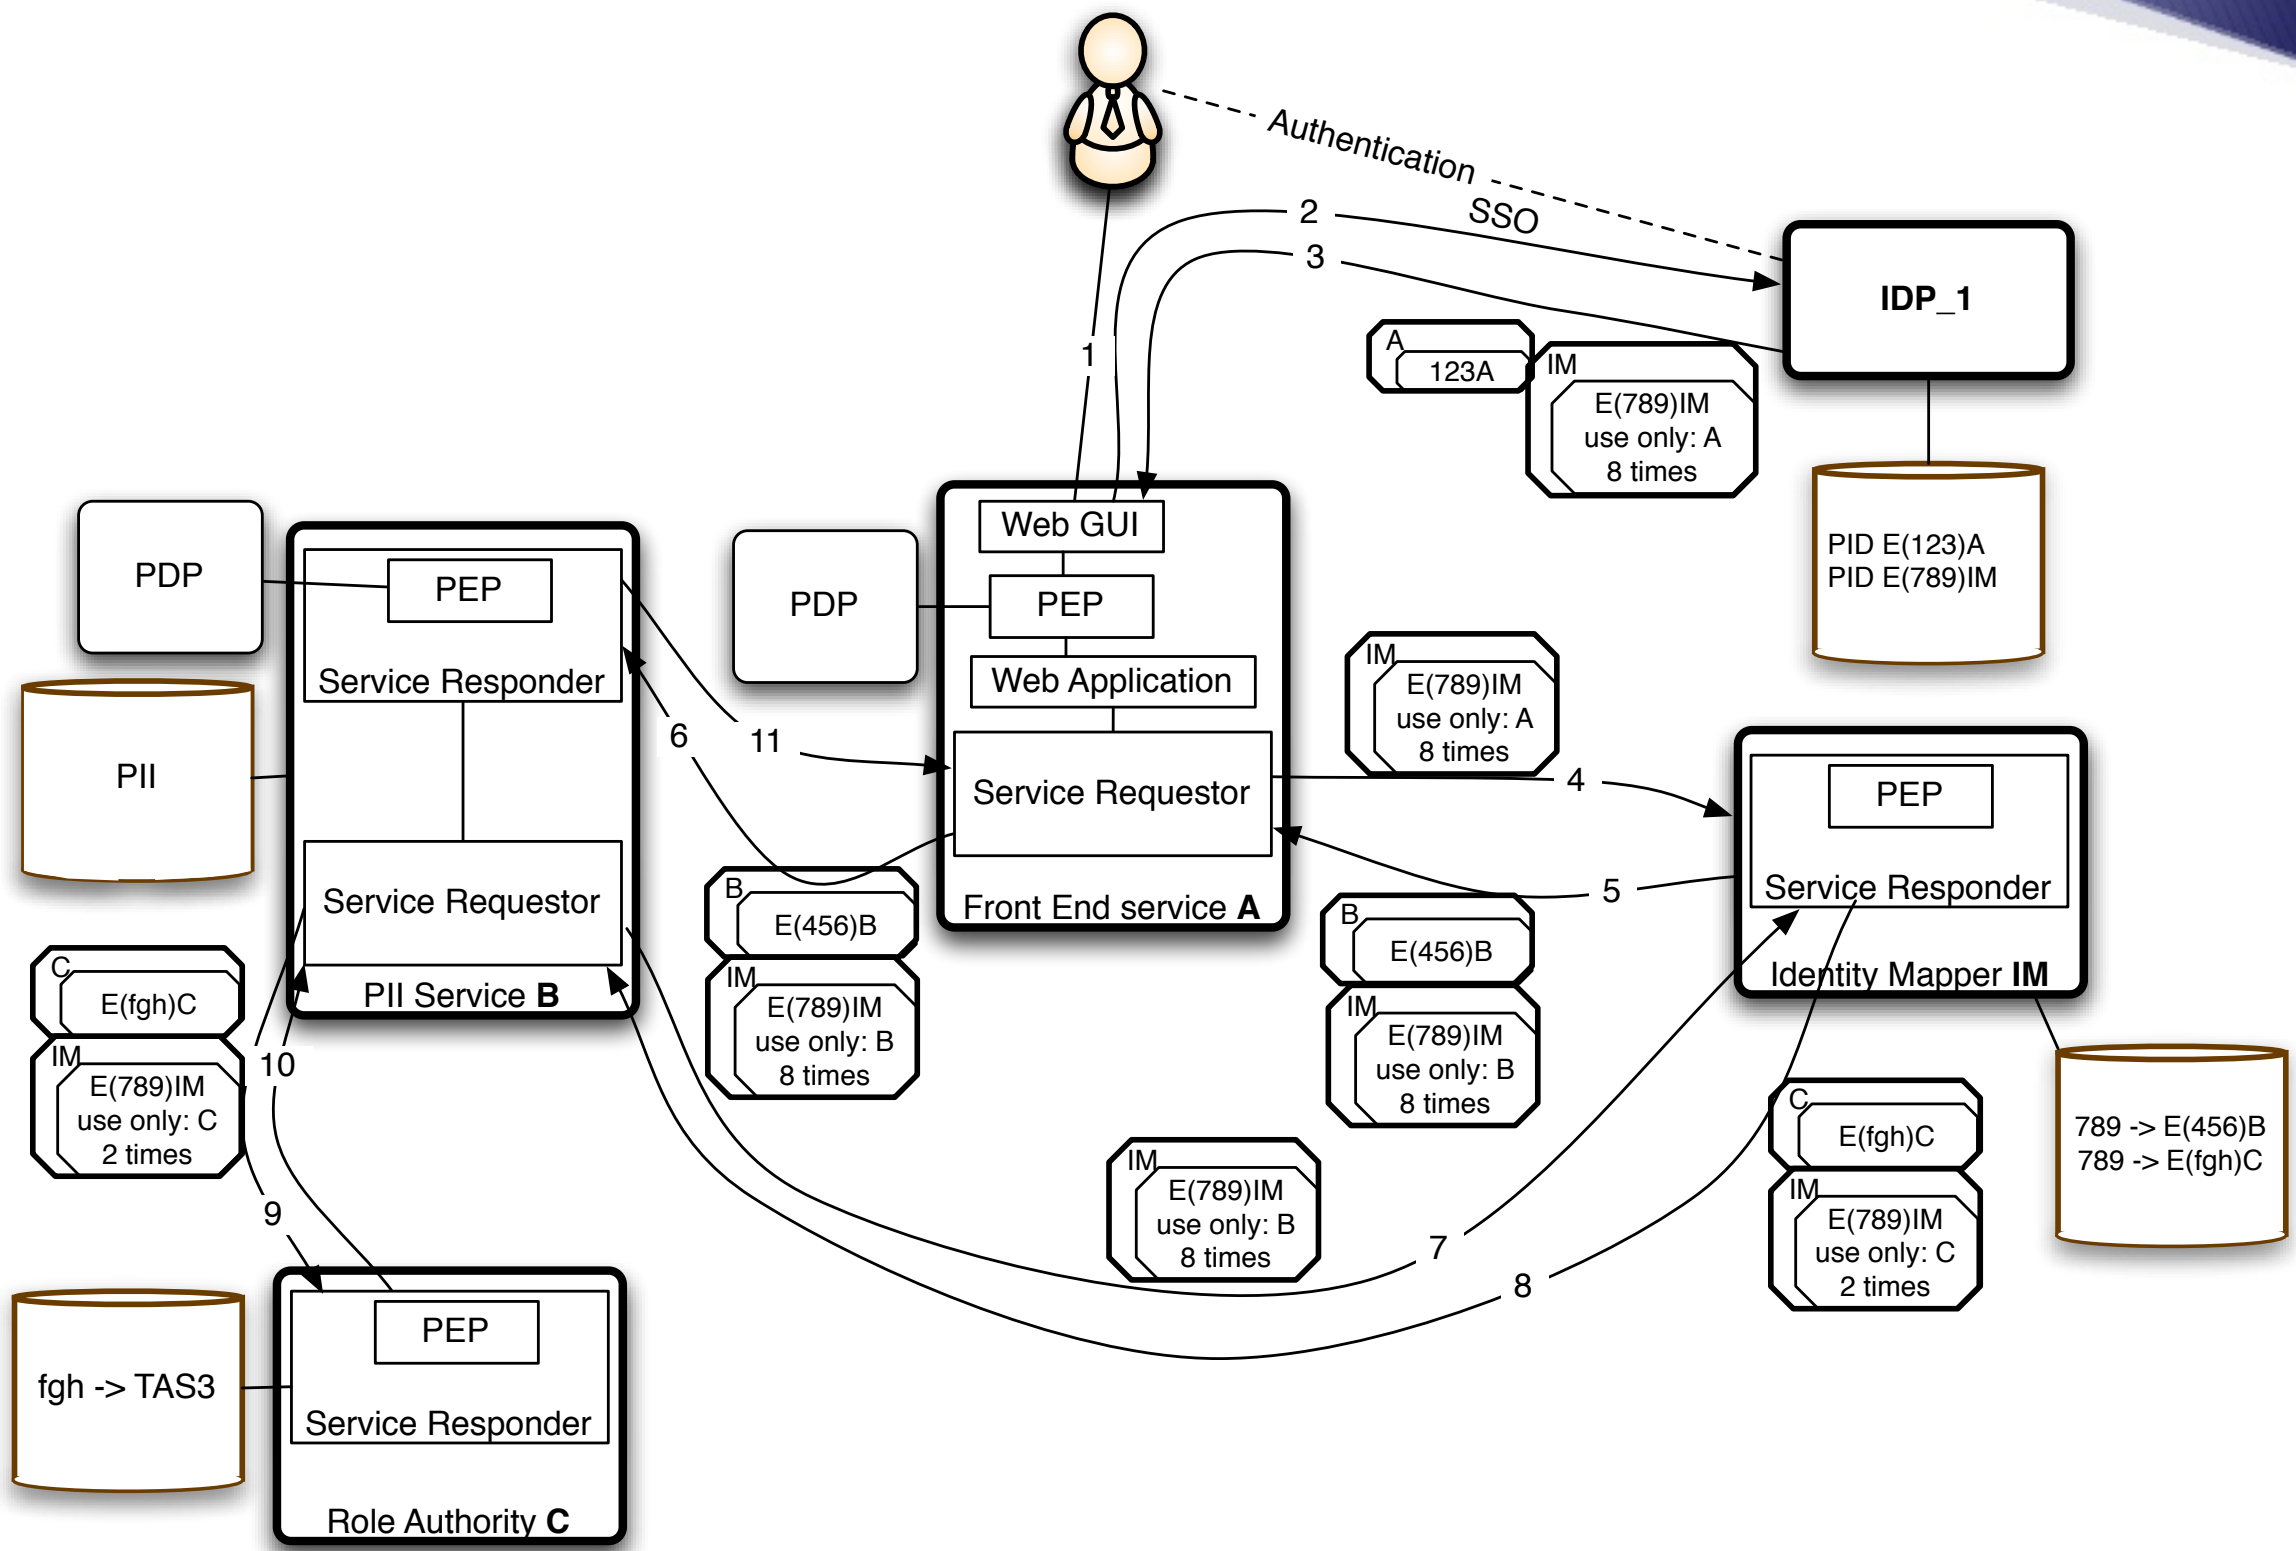 Authentication
SSO
2
3
1
IDP_1
A
123A
IM
E(789)IM
use only: A
8 times
PID E(123)A
PID E(789)IM
PDP
PEP
Service Responder
PII
Service Requestor
PII Service B
PDP
Web GUI
PEP
Web Application
Service Requestor
Front End service A
6
11
IM
E(789)IM
use only: A
8 times
4
5
PEP
Service Responder
Identity Mapper IM
B
E(456)B
IM
E(789)IM
use only: B
8 times
B
E(456)B
IM
E(789)IM
use only: B
8 times
C
E(fgh)C
IM
E(789)IM
use only: C
2 times
10
9
IM
E(789)IM
use only: B
8 times
7
8
C
E(fgh)C
IM
E(789)IM
use only: C
2 times
789 -> E(456)B
789 -> E(fgh)C
fgh -> TAS3
PEP
Service Responder
Role Authority C